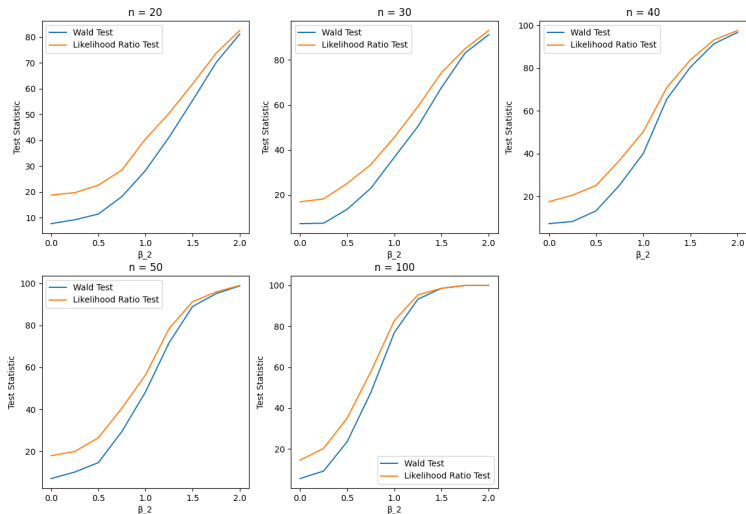 n = 20
Wald Test
Likelihood Ratio Test
Test Statistic
80
70
60
50
40
30
20
10
0.0 0.5 1.0 1.5 2.0
β_2
n = 30
Wald Test
Likelihood Ratio Test
Test Statistic
80
60
40
20
0.0 0.5 1.0 1.5 2.0
β_2
n = 40
Wald Test
Likelihood Ratio Test
Test Statistic
100
80
60
40
20
0.0 0.5 1.0 1.5 2.0
β_2
n = 50
Wald Test
Likelihood Ratio Test
Test Statistic
100
80
60
40
20
0.0 0.5 1.0 1.5 2.0
β_2
n = 100
Test Statistic
100
80
60
40
20
Wald Test
Likelihood Ratio Test
0.0 0.5 1.0 1.5 2.0
β_2